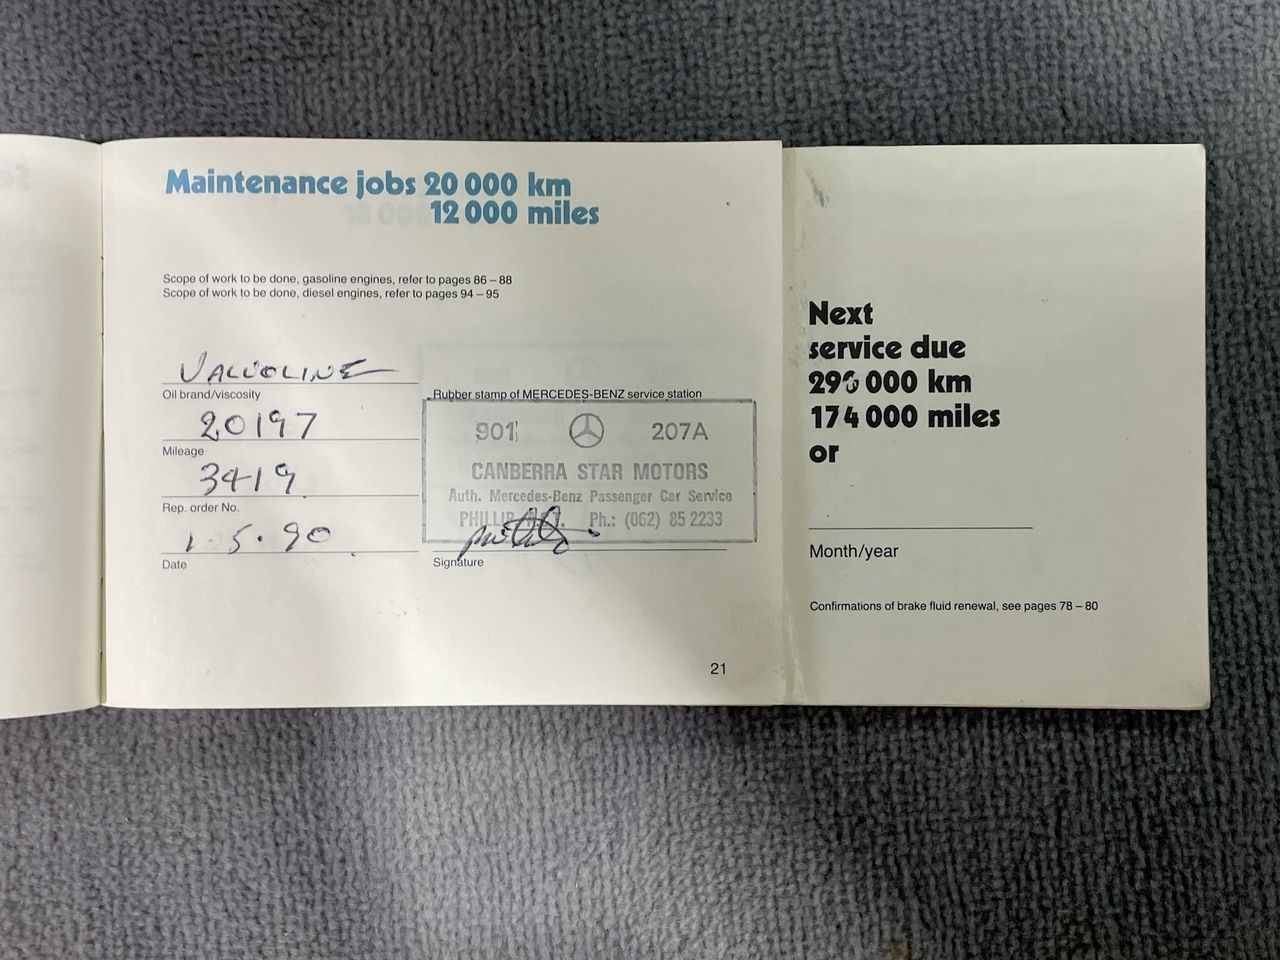 Maintenance jobs 20 000 km
12 000 miles
Scope of work to be done, gasoline engines, refer to pages 86 – 88
Scope of work to be done, diesel engines, refer to pages 94 – 95
VALVOLINE
Oil brand/viscosity
20197
Mileage
3419
Rep. order No.
1.5.90
Date
Rubber stamp of MERCEDES-BENZ service station
901 207A
CANBERRA STAR MOTORS
Auth. Mercedes-Benz Passenger Car Service
PHILLIP A.C.T. Ph.: (062) 85 2233
Signature
21
Next
service due
290 000 km
174 000 miles
or
Month/year
Confirmations of brake fluid renewal, see pages 78 – 80